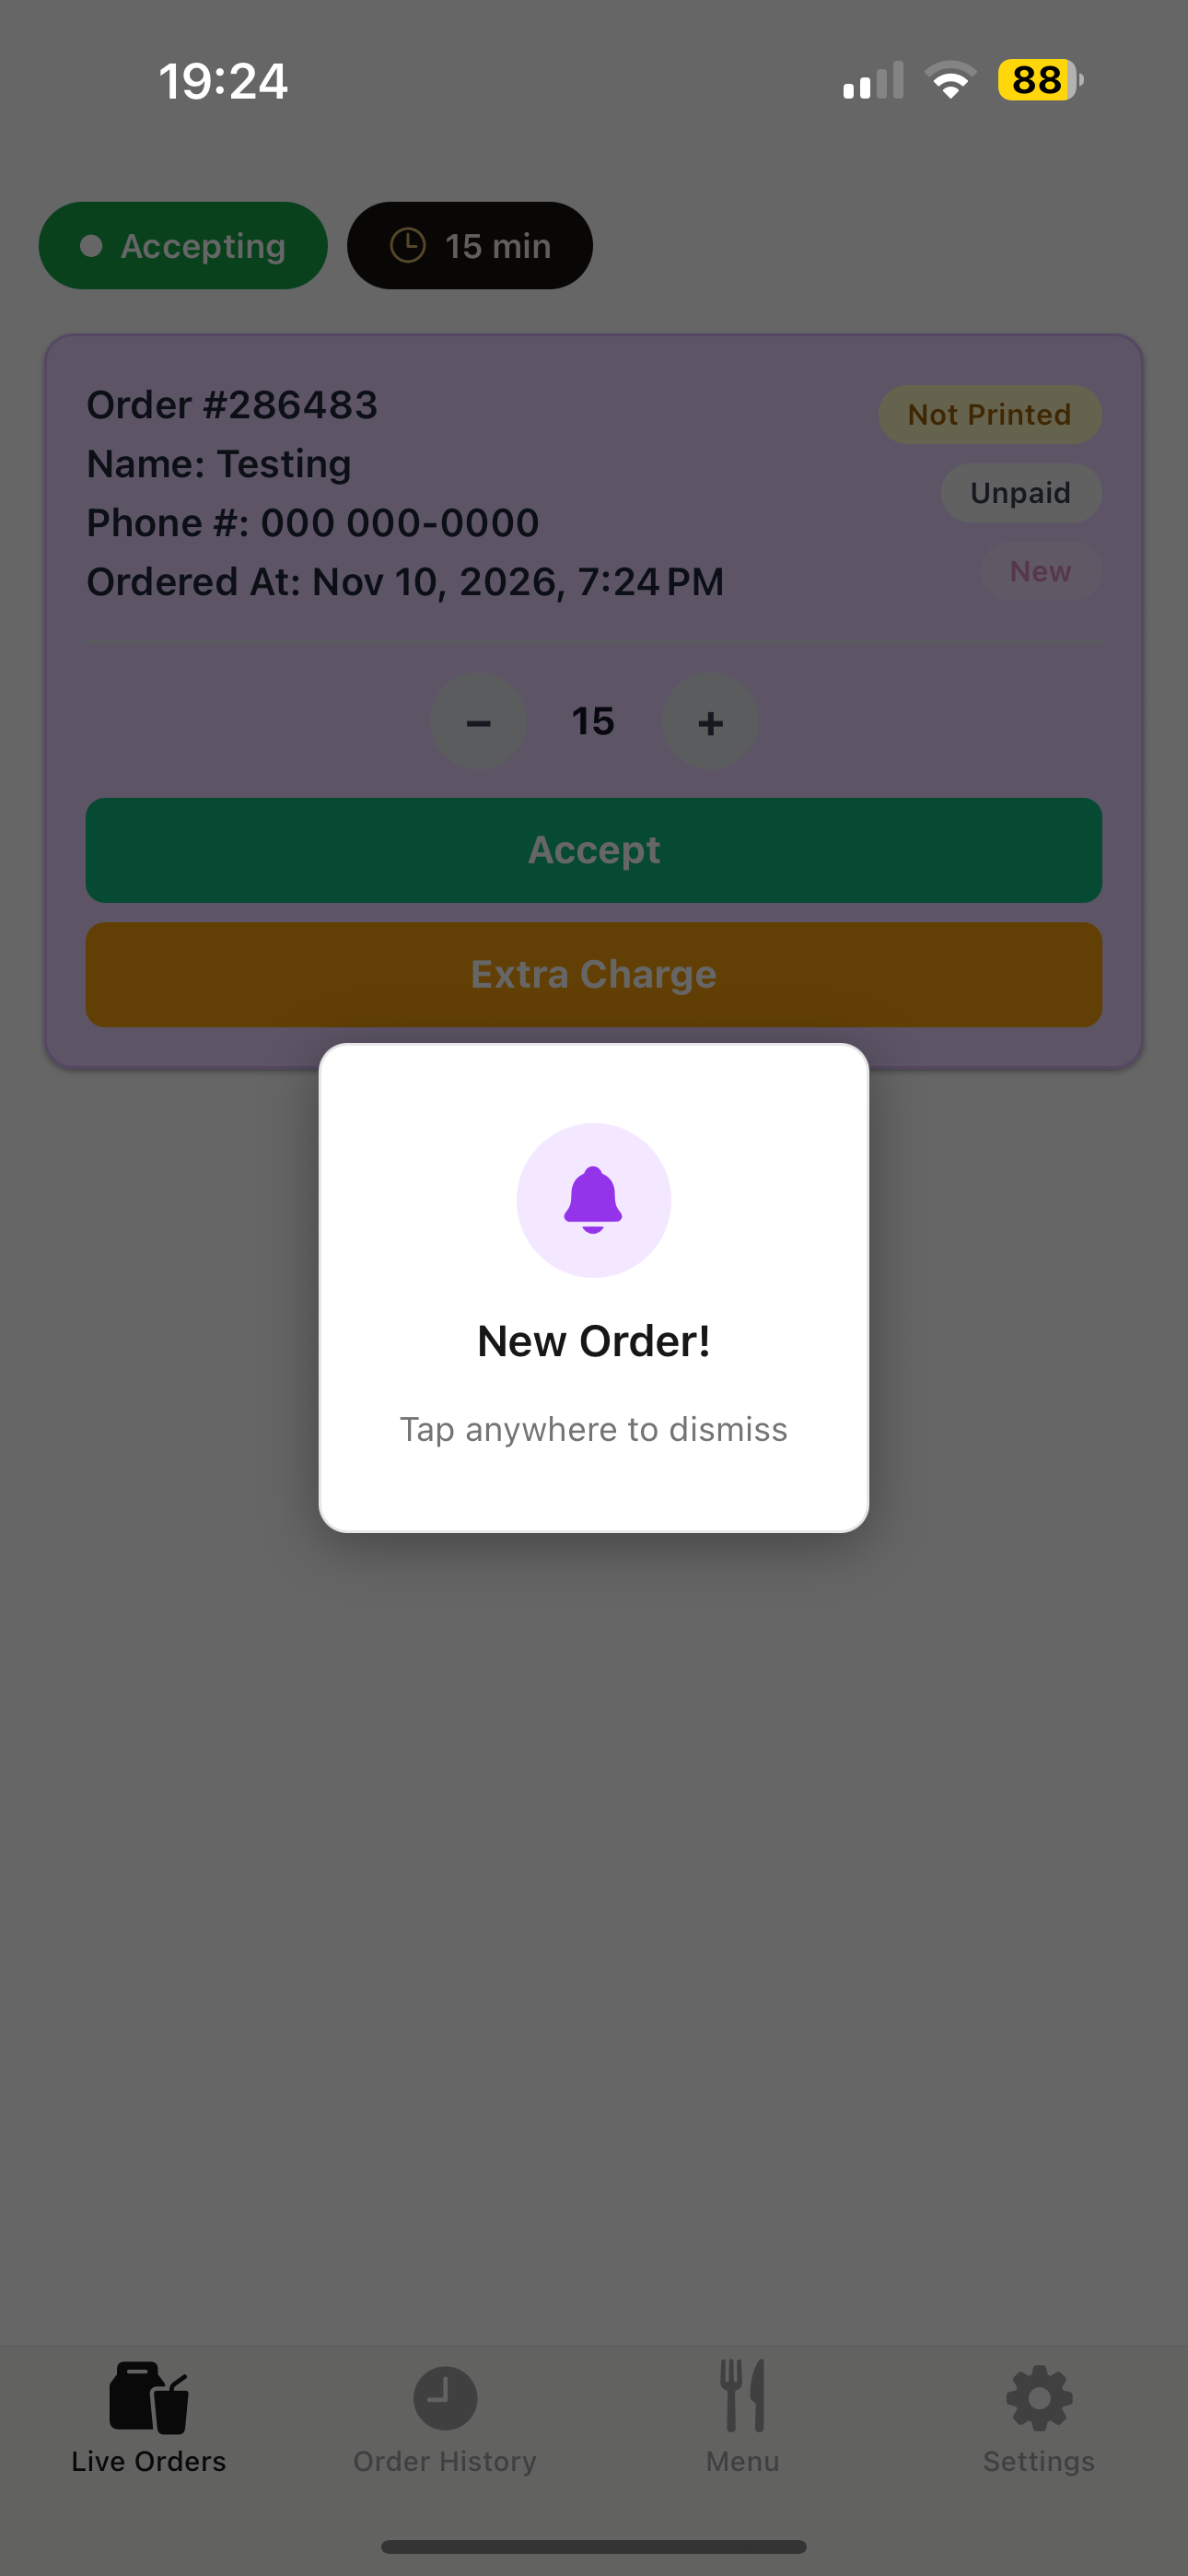 19:24
88
Accepting
15 min
Order #286483
Not Printed
Name: Testing
Unpaid
Phone #: 000 000-0000
New
Ordered At: Nov 10, 2026, 7:24 PM
− 15 +
Accept
Extra Charge
New Order!
Tap anywhere to dismiss
Live Orders
Order History
Menu
Settings